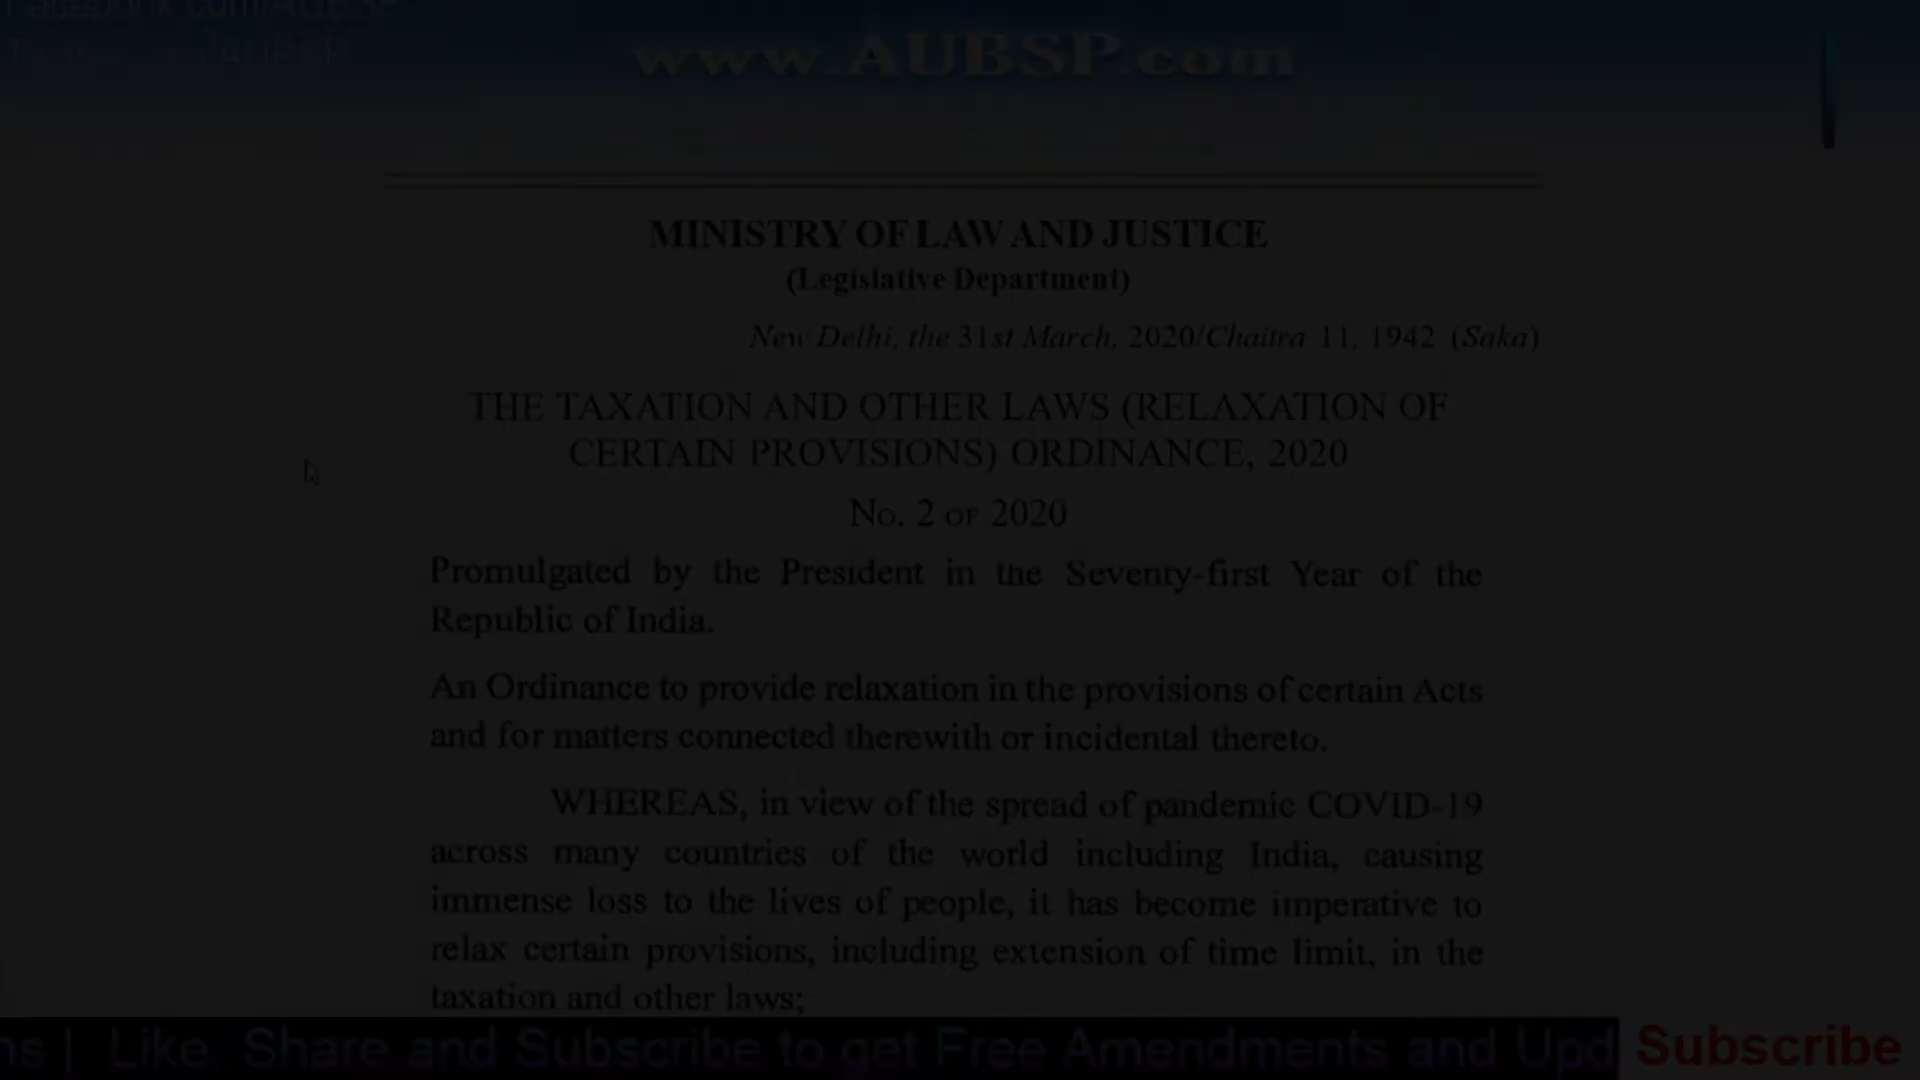 www.AUBSP.com
MINISTRY OF LAW AND JUSTICE
(Legislative Department)
New Delhi, the 31st March, 2020/Chaitra 11, 1942 (Saka)
THE TAXATION AND OTHER LAWS (RELAXATION OF
CERTAIN PROVISIONS) ORDINANCE, 2020
No. 2 OF 2020
Promulgated by the President in the Seventy-first Year of the
Republic of India.
An Ordinance to provide relaxation in the provisions of certain Acts
and for matters connected therewith or incidental thereto.
WHEREAS, in view of the spread of pandemic COVID-19
across many countries of the world including India, causing
immense loss to the lives of people, it has become imperative to
relax certain provisions, including extension of time limit, in the
taxation and other laws;
ns | Like, Share and Subscribe to get Free Amendments and Upd Subscribe